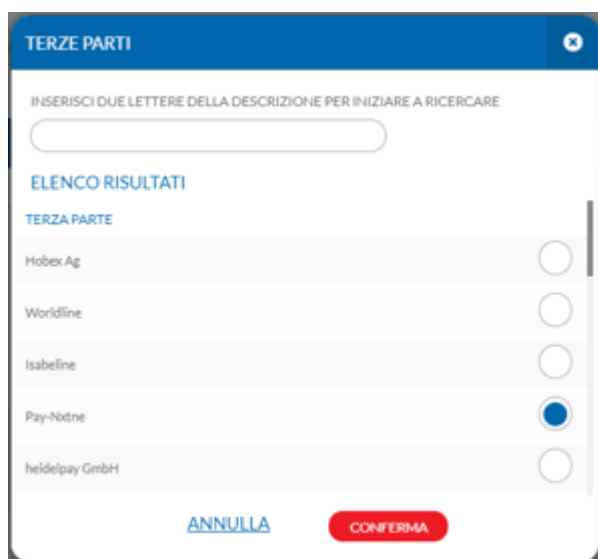 TERZE PARTI
INSERISCI DUE LETTERE DELLA DESCRIZIONE PER INIZIARE A RICERCARE
ELENCO RISULTATI
TERZA PARTE
Hobex Ag
Worldline
Isabeline
Pay-Nxtne
heidelpay GmbH
ANNULLA
CONFERMA